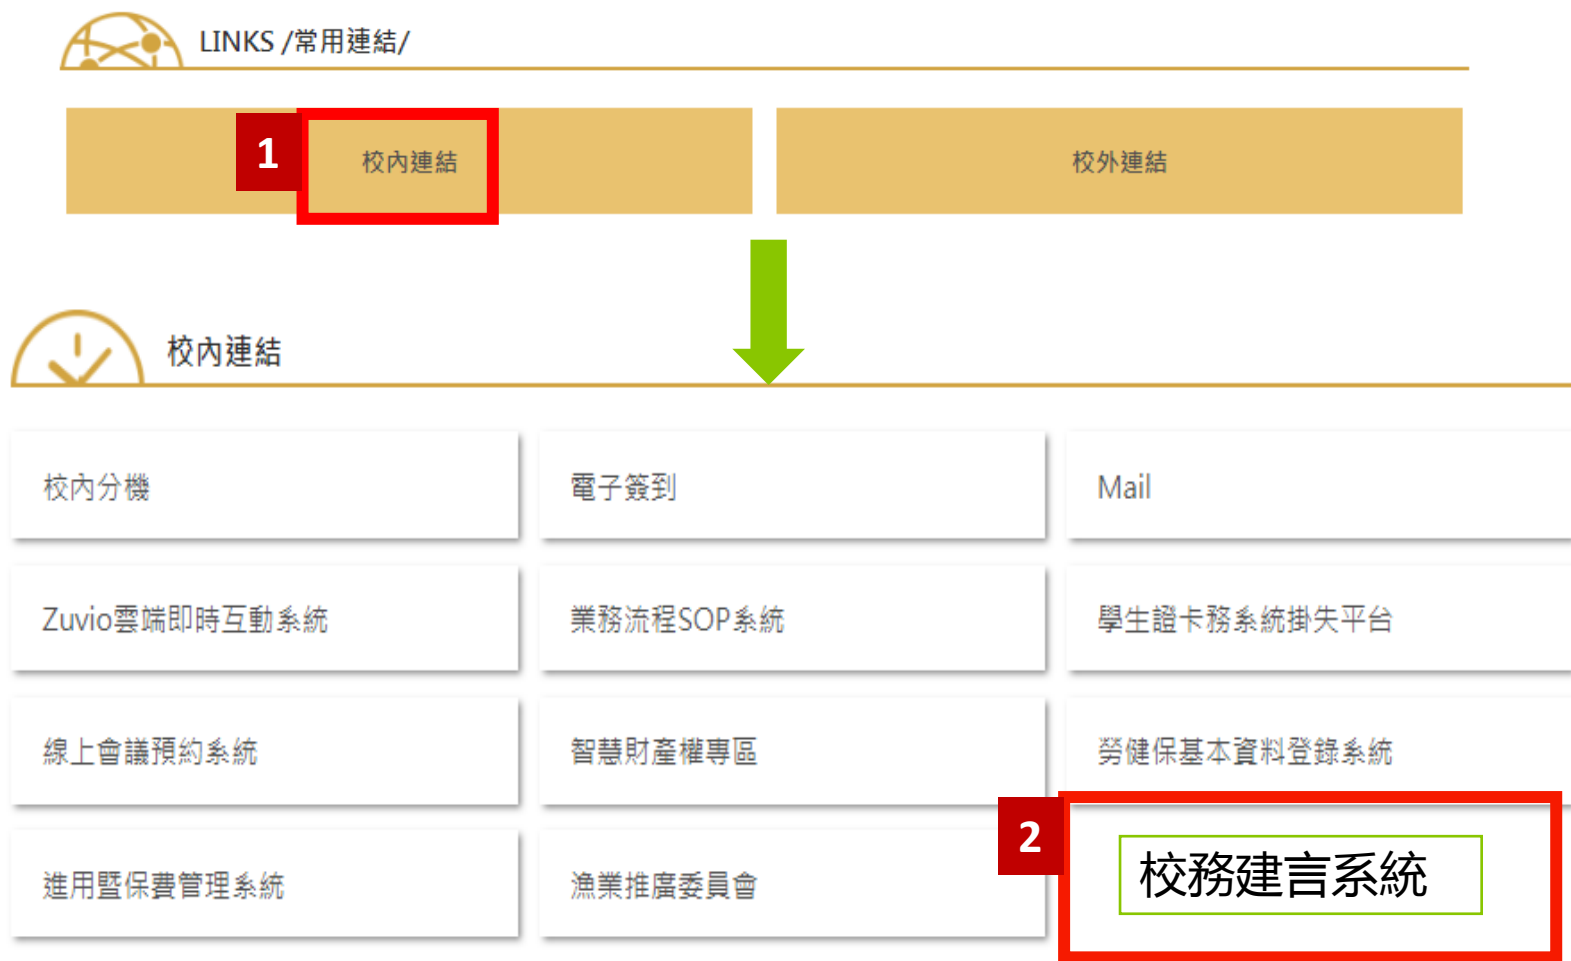 LINKS /常用連結/
1
校內連結
校外連結
校內連結
校內分機
電子簽到
Mail
Zuvio雲端即時互動系統
業務流程SOP系統
學生證卡務系統掛失平台
線上會議預約系統
智慧財產權專區
勞健保基本資料登錄系統
進用暨保費管理系統
漁業推廣委員會
2
校務建言系統